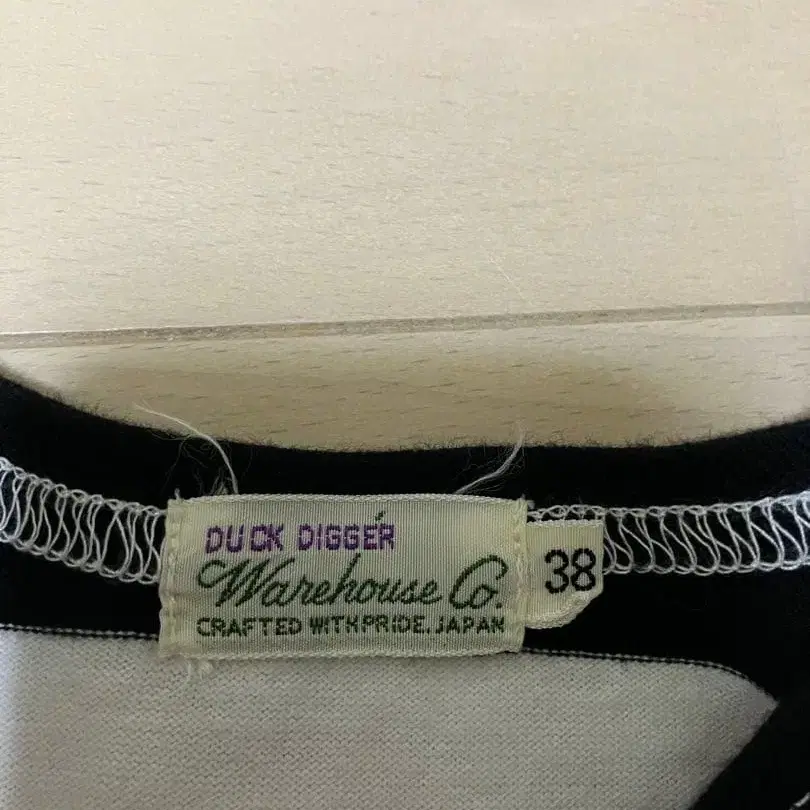 DUCK DIGGER
Warehouse Co.
CRAFTED WITH PRIDE. JAPAN
38